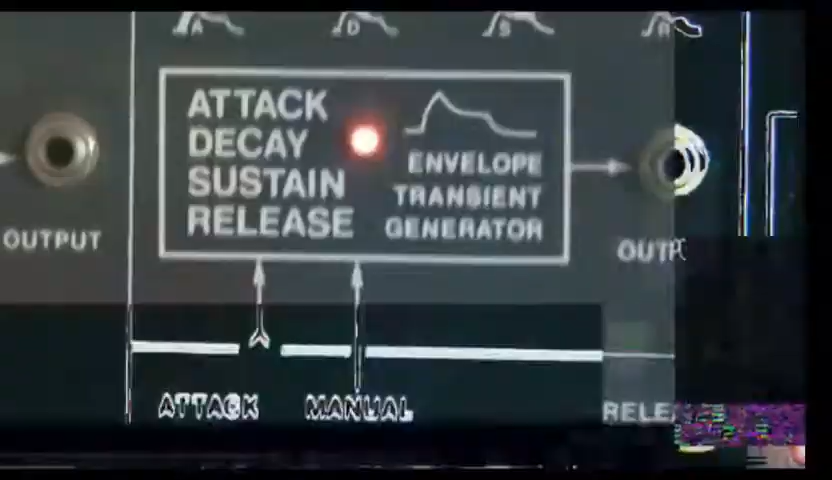 A D S R
ATTACK
DECAY
SUSTAIN
RELEASE
ENVELOPE
TRANSIENT
GENERATOR
OUTPUT
ATTACK MANUAL